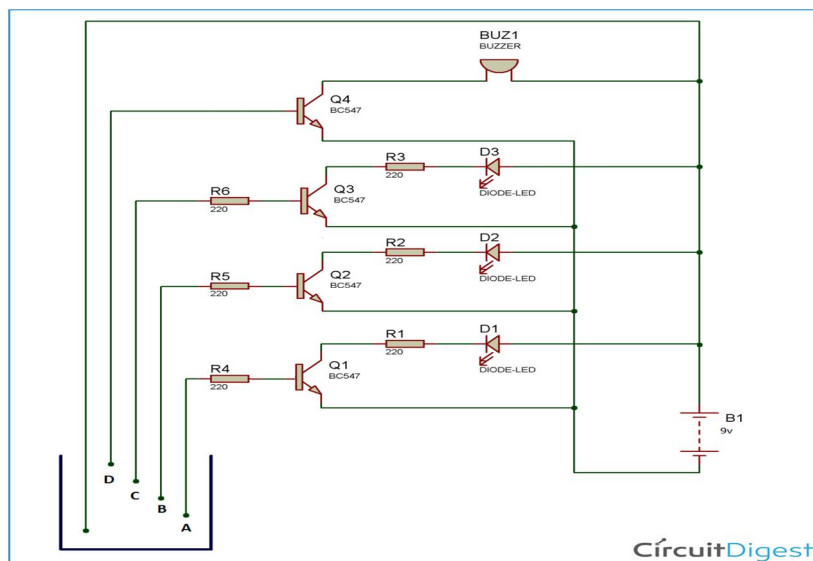 BUZ1
BUZZER
Q4
BC547
R3
220
D3
DIODE-LED
R6
220
Q3
BC547
R2
220
D2
DIODE-LED
R5
220
Q2
BC547
R1
220
D1
DIODE-LED
R4
220
Q1
BC547
B1
9v
D
C
B
A
CircuitDigest